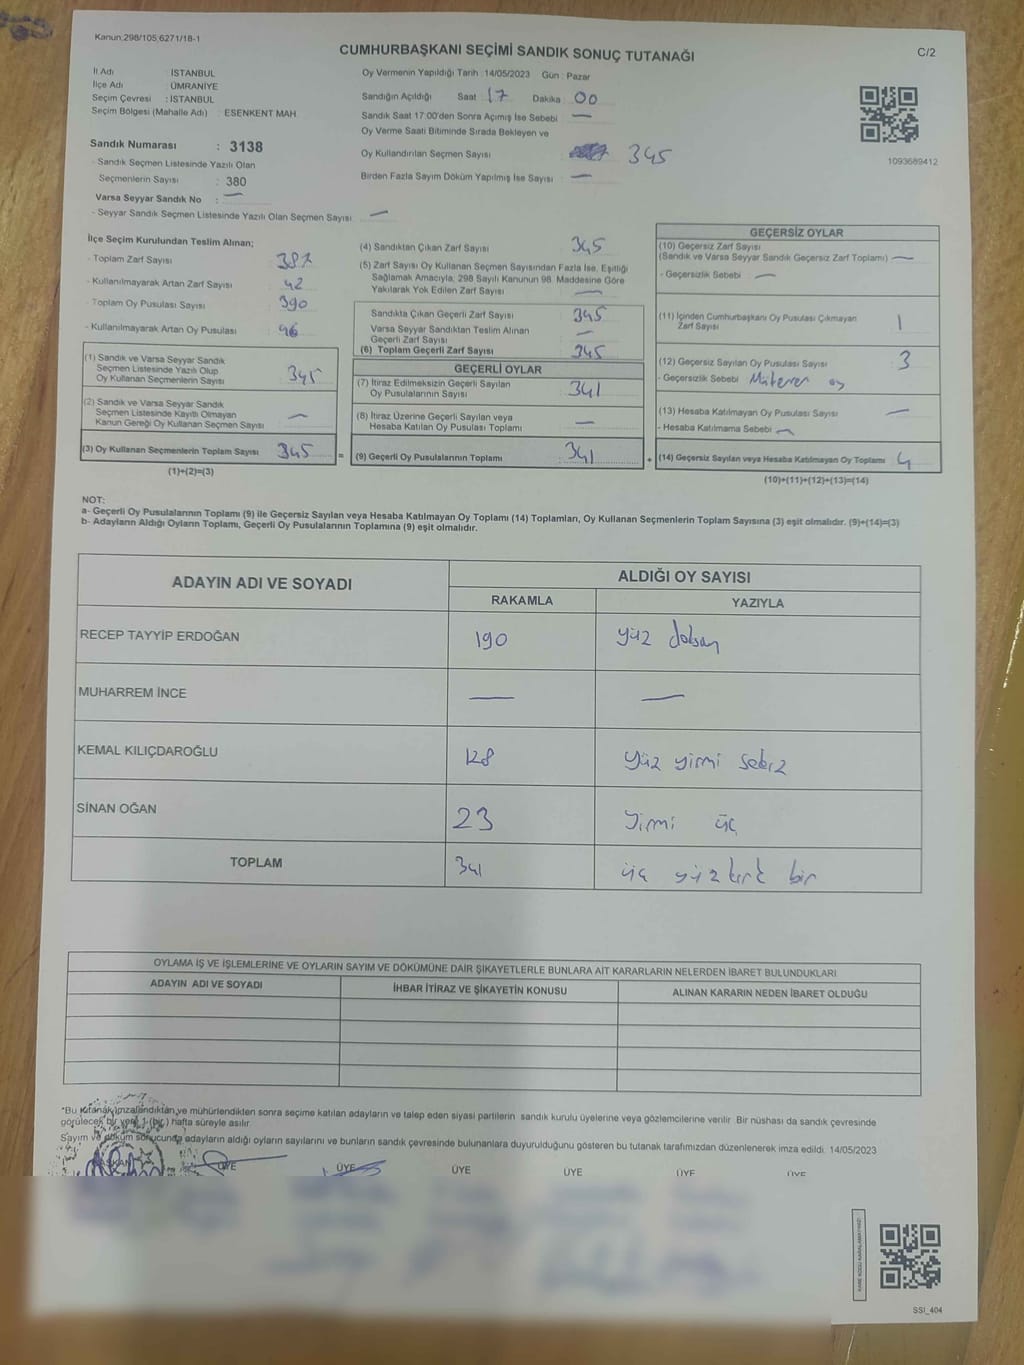 Kanun;298/105;6271/18-1
C/2
CUMHURBAŞKANI SEÇİMİ SANDIK SONUÇ TUTANAĞI
İl Adı : İSTANBUL
İlçe Adı : ÜMRANİYE
Seçim Çevresi : İSTANBUL
Seçim Bölgesi (Mahalle Adı) : ESENKENT MAH
Sandık Numarası : 3138
- Sandık Seçmen Listesinde Yazılı Olan
Seçmenlerin Sayısı : 380
Varsa Seyyar Sandık No : —
- Seyyar Sandık Seçmen Listesinde Yazılı Olan Seçmen Sayısı —
Oy Vermenin Yapıldığı Tarih :14/05/2023 Gün : Pazar
Sandığın Açıldığı Saat : 17 Dakika : 00
Sandık Saat 17:00'den Sonra Açılmış İse Sebebi : —
Oy Verme Saati Bitiminde Sırada Bekleyen ve
Oy Kullandırılan Seçmen Sayısı : 345
Birden Fazla Sayım Döküm Yapılmış İse Sayısı : —
1093689412
İlçe Seçim Kurulundan Teslim Alınan;
- Toplam Zarf Sayısı : 387
- Kullanılmayarak Artan Zarf Sayısı : 42
- Toplam Oy Pusulası Sayısı : 390
- Kullanılmayarak Artan Oy Pusulası : 46
(1) Sandık ve Varsa Seyyar Sandık
Seçmen Listesinde Yazılı Olup
Oy Kullanan Seçmenlerin Sayısı : 345
(2) Sandık ve Varsa Seyyar Sandık
Seçmen Listesinde Kayıtlı Olmayan
Kanun Gereği Oy Kullanan Seçmen Sayısı : —
(3) Oy Kullanan Seçmenlerin Toplam Sayısı : 345
(1)+(2)=(3)
(4) Sandıktan Çıkan Zarf Sayısı : 345
(5) Zarf Sayısı Oy Kullanan Seçmen Sayısından Fazla İse, Eşitliği
Sağlamak Amacıyla, 298 Sayılı Kanunun 98. Maddesine Göre
Yakılarak Yok Edilen Zarf Sayısı : —
Sandıkta Çıkan Geçerli Zarf Sayısı : 345
Varsa Seyyar Sandıktan Teslim Alınan
Geçerli Zarf Sayısı : —
(6) Toplam Geçerli Zarf Sayısı : 345
GEÇERLİ OYLAR
(7) İtiraz Edilmeksizin Geçerli Sayılan
Oy Pusulalarının Sayısı : 341
(8) İtiraz Üzerine Geçerli Sayılan veya
Hesaba Katılan Oy Pusulası Toplamı : —
= (9) Geçerli Oy Pusulalarının Toplamı : 341
GEÇERSİZ OYLAR
(10) Geçersiz Zarf Sayısı
(Sandık ve Varsa Seyyar Sandık Geçersiz Zarf Toplamı) —
- Geçersizlik Sebebi : —
(11) İçinden Cumhurbaşkanı Oy Pusulası Çıkmayan
Zarf Sayısı : 1
(12) Geçersiz Sayılan Oy Pusulası Sayısı : 3
- Geçersizlik Sebebi : oy
(13) Hesaba Katılmayan Oy Pusulası Sayısı : —
- Hesaba Katılmama Sebebi : —
+ (14) Geçersiz Sayılan veya Hesaba Katılmayan Oy Toplamı : 4
(10)+(11)+(12)+(13)=(14)
NOT:
a- Geçerli Oy Pusulalarının Toplamı (9) ile Geçersiz Sayılan veya Hesaba Katılmayan Oy Toplamı (14) Toplamları, Oy Kullanan Seçmenlerin Toplam Sayısına (3) eşit olmalıdır. (9)+(14)=(3)
b- Adayların Aldığı Oyların Toplamı, Geçerli Oy Pusulalarının Toplamına (9) eşit olmalıdır.
ADAYIN ADI VE SOYADI
ALDIĞI OY SAYISI
RAKAMLA YAZIYLA
RECEP TAYYİP ERDOĞAN 190 yüz doksan
MUHARREM İNCE — —
KEMAL KILIÇDAROĞLU 128 yüz yirmi sekiz
SİNAN OĞAN 23 yirmi üç
TOPLAM 341 üç yüz kırk bir
OYLAMA İŞ VE İŞLEMLERİNE VE OYLARIN SAYIM VE DÖKÜMÜNE DAİR ŞİKAYETLERLE BUNLARA AİT KARARLARIN NELERDEN İBARET BULUNDUKLARI
ADAYIN ADI VE SOYADI İHBAR İTİRAZ VE ŞİKAYETİN KONUSU ALINAN KARARIN NEDEN İBARET OLDUĞU
*Bu tutanak imzalandıktan ve mühürlendikten sonra seçime katılan adayların ve talep eden siyasi partilerin sandık kurulu üyelerine veya gözlemcilerine verilir. Bir nüshası da sandık çevresinde
görülecek bir yere 1 (bir) hafta süreyle asılır.
Sayım ve döküm sonucunda adayların aldığı oyların sayılarını ve bunların sandık çevresinde bulunanlara duyurulduğunu gösteren bu tutanak tarafımızdan düzenlenerek imza edildi. 14/05/2023
BAŞKAN ÜYE ÜYE ÜYE ÜYE ÜYE ÜYE
SSI_404